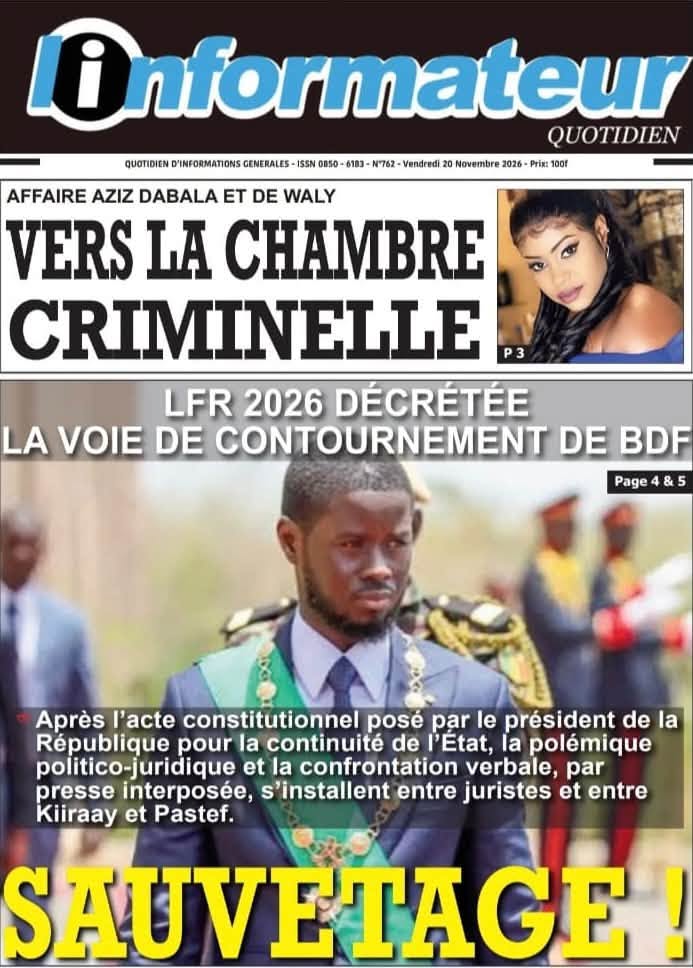 l'informateur
QUOTIDIEN
QUOTIDIEN D'INFORMATIONS GENERALES - ISSN 0850 - 6183 - N°762 - Vendredi 20 Novembre 2026 - Prix: 100f
AFFAIRE AZIZ DABALA ET DE WALY
VERS LA CHAMBRE
CRIMINELLE
P 3
LFR 2026 DÉCRÉTÉE
LA VOIE DE CONTOURNEMENT DE BDF
Page 4 & 5
Après l'acte constitutionnel posé par le président de la
République pour la continuité de l'État, la polémique
politico-juridique et la confrontation verbale, par
presse interposée, s'installent entre juristes et entre
Kiiraay et Pastef.
SAUVETAGE !